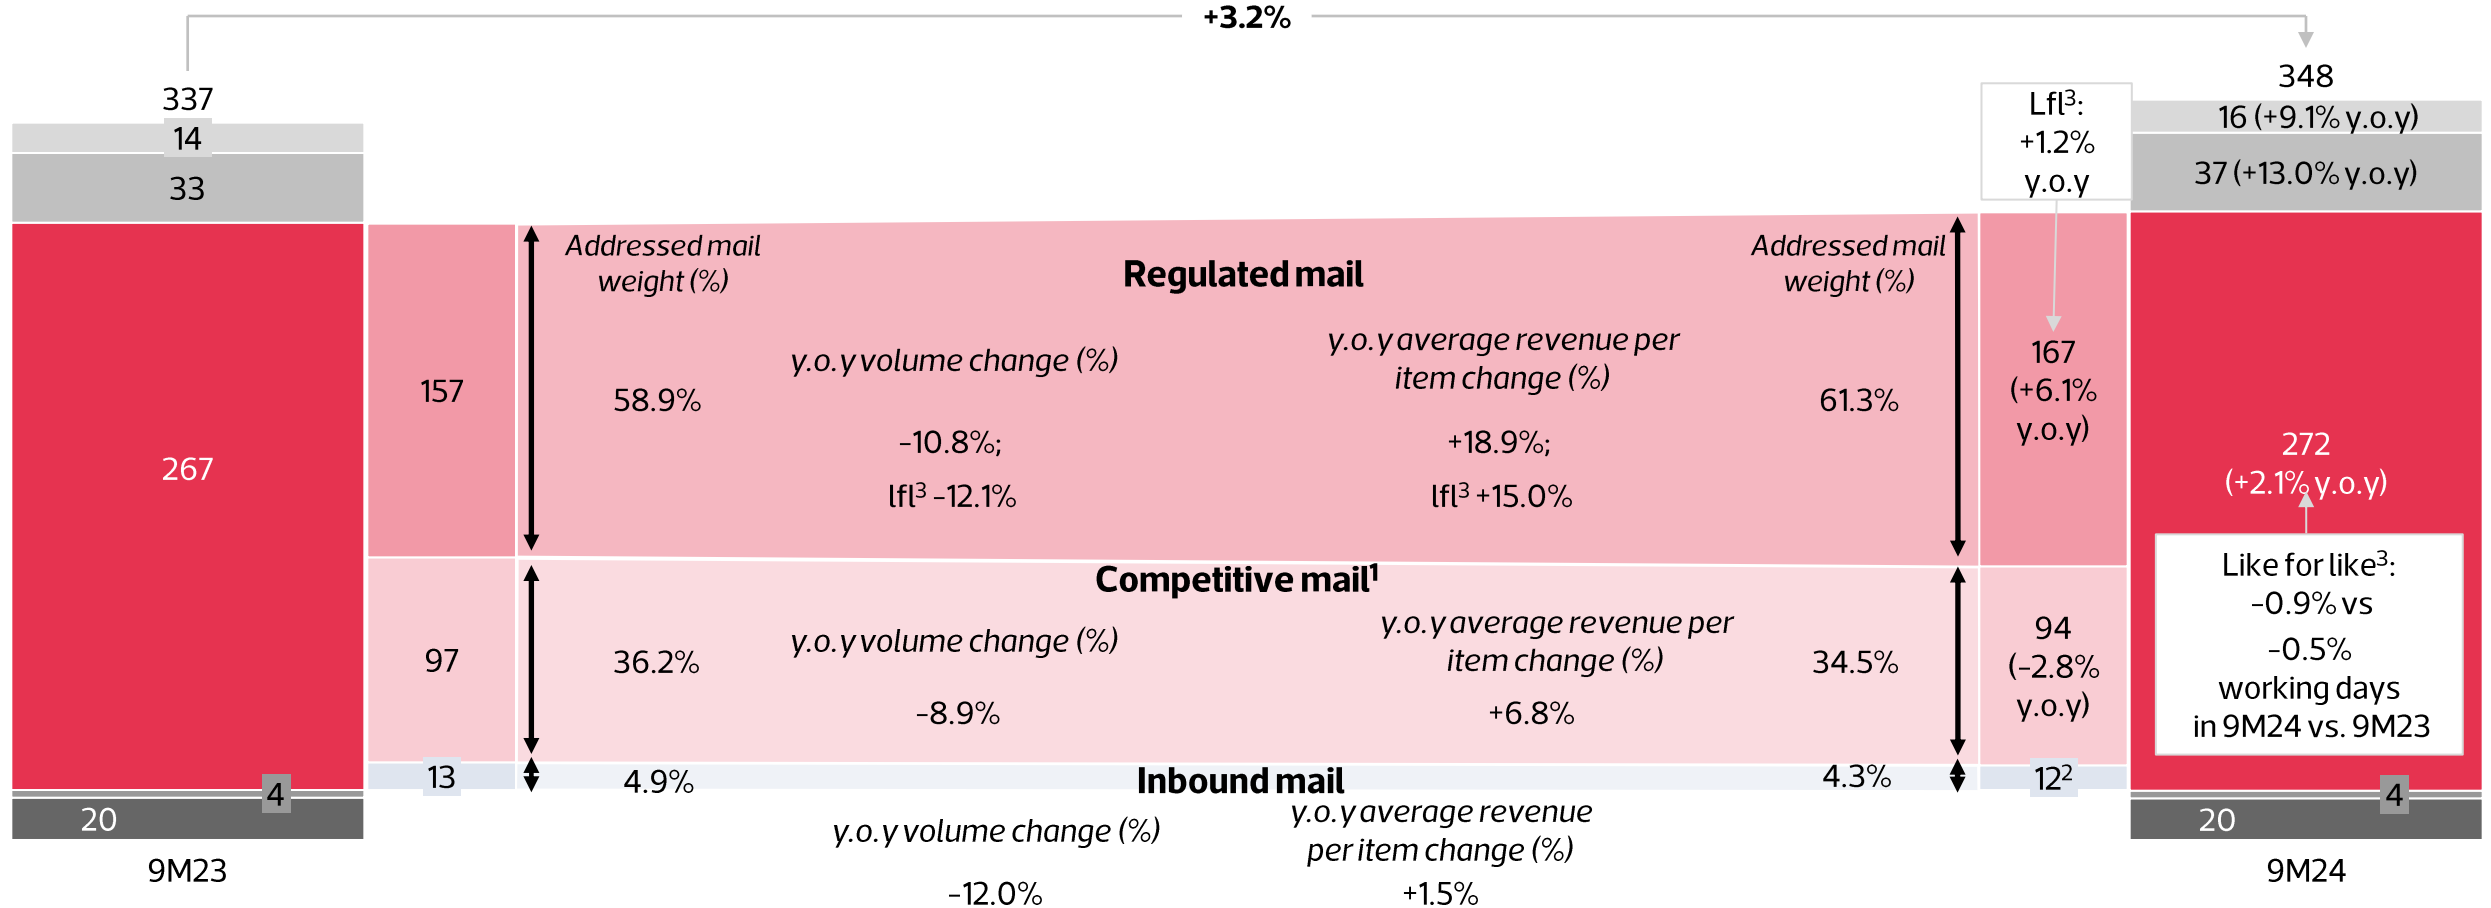 +3.2%
337
14
33
267
4
20
9M23
157
97
13
Addressed mail
weight (%)
58.9%
36.2%
4.9%
Regulated mail
y.o.y volume change (%)
-10.8%;
lfl³ -12.1%
y.o.y average revenue per
item change (%)
+18.9%;
lfl³ +15.0%
Competitive mail¹
y.o.y volume change (%)
-8.9%
y.o.y average revenue per
item change (%)
+6.8%
Inbound mail
y.o.y volume change (%)
-12.0%
y.o.y average revenue
per item change (%)
+1.5%
Addressed mail
weight (%)
61.3%
34.5%
4.3%
Lfl³:
+1.2%
y.o.y
167
(+6.1%
y.o.y)
94
(-2.8%
y.o.y)
12²
348
16 (+9.1% y.o.y)
37 (+13.0% y.o.y)
272
(+2.1% y.o.y)
Like for like³:
-0.9% vs
-0.5%
working days
in 9M24 vs. 9M23
4
20
9M24